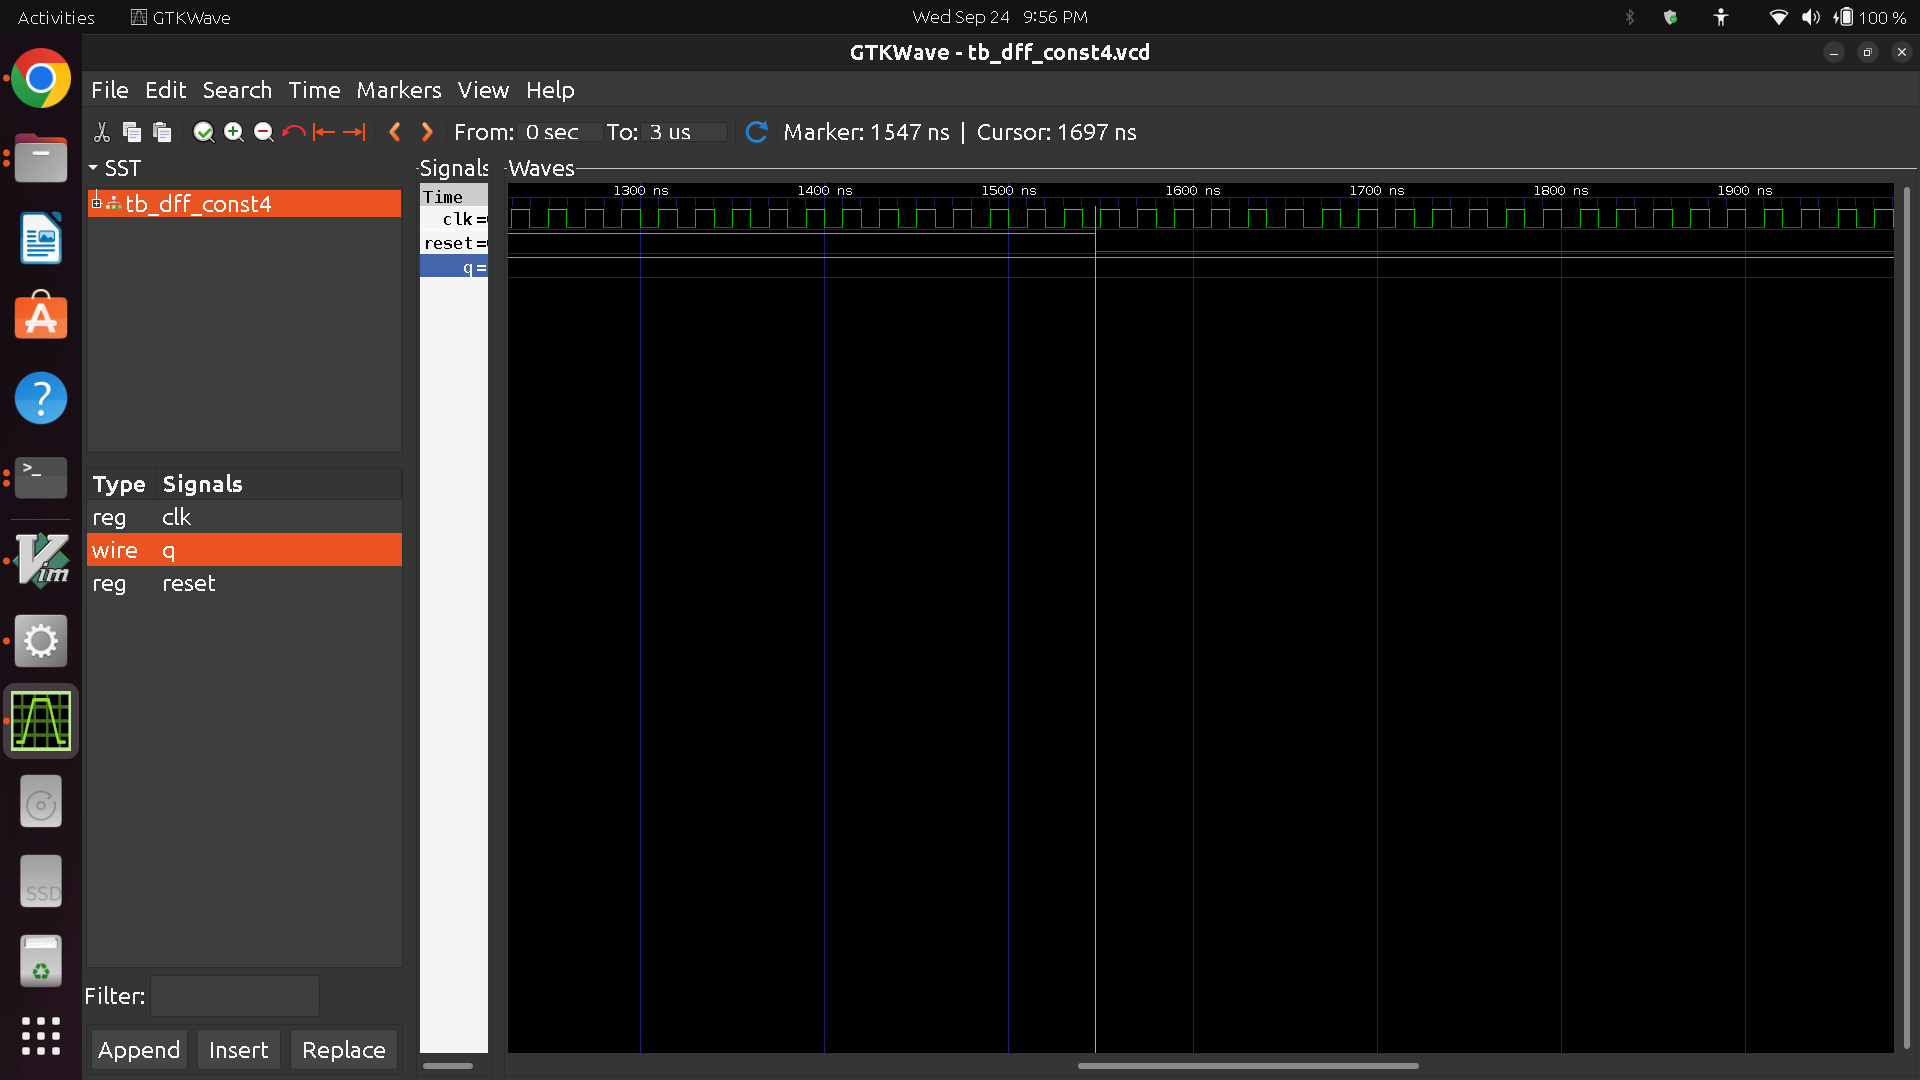 Activities GTKWave Wed Sep 24 9:56 PM 100 %
GTKWave - tb_dff_const4.vcd
File Edit Search Time Markers View Help
From: 0 sec To: 3 us Marker: 1547 ns | Cursor: 1697 ns
SST
Signals
Waves
tb_dff_const4
Time
1300 ns 1400 ns 1500 ns 1600 ns 1700 ns 1800 ns 1900 ns
clk =
reset =
q =
Type Signals
reg clk
wire q
reg reset
Filter:
Append Insert Replace
>_
Vim
SSD
?